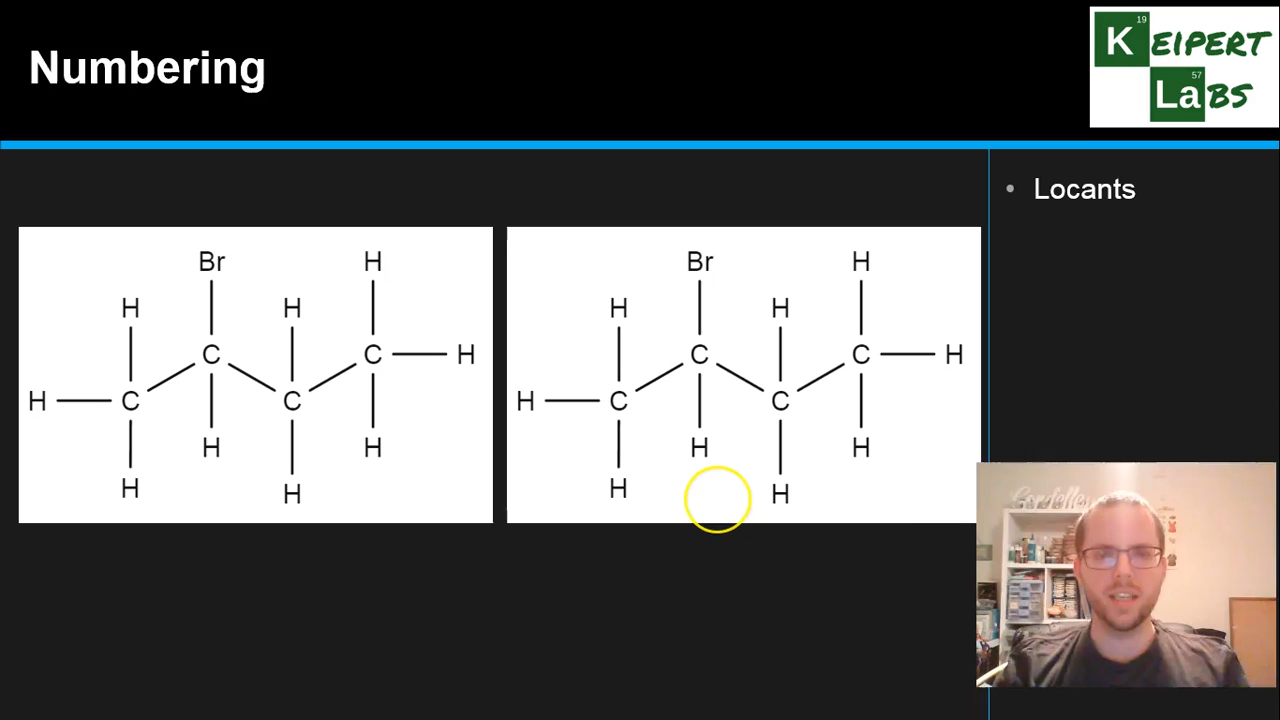 Numbering
19
KEIPERT
57
LaBS
• Locants
Br H
H H
C C H
H C C
H H
H H
Br H
H H
C C H
H C C
H H
H H